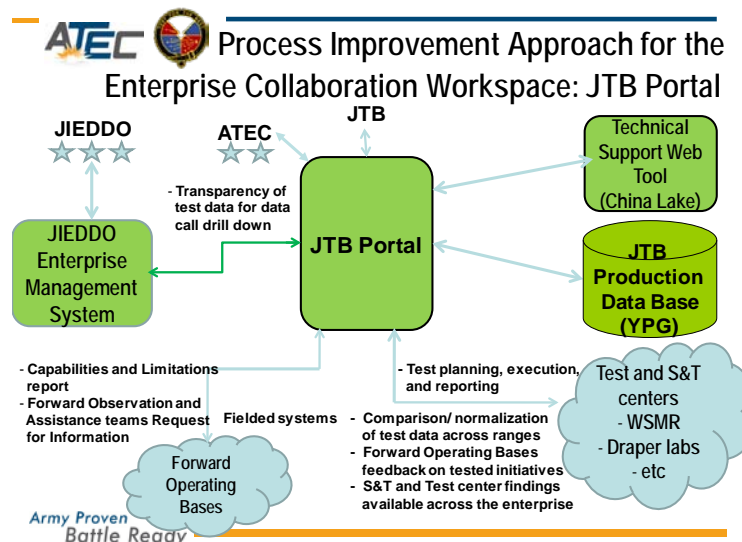 ATEC
Process Improvement Approach for the
Enterprise Collaboration Workspace: JTB Portal
JIEDDO
ATEC
JTB
Technical
Support Web
Tool
(China Lake)
- Transparency of
test data for data
call drill down
JIEDDO
Enterprise
Management
System
JTB Portal
JTB
Production
Data Base
(YPG)
- Capabilities and Limitations
report
- Forward Observation and
Assistance teams Request
for Information
Fielded systems
- Test planning, execution,
and reporting
- Comparison/ normalization
of test data across ranges
- Forward Operating Bases
feedback on tested initiatives
- S&T and Test center findings
available across the enterprise
Test and S&T
centers
- WSMR
- Draper labs
- etc
Forward
Operating
Bases
Army Proven
Battle Ready